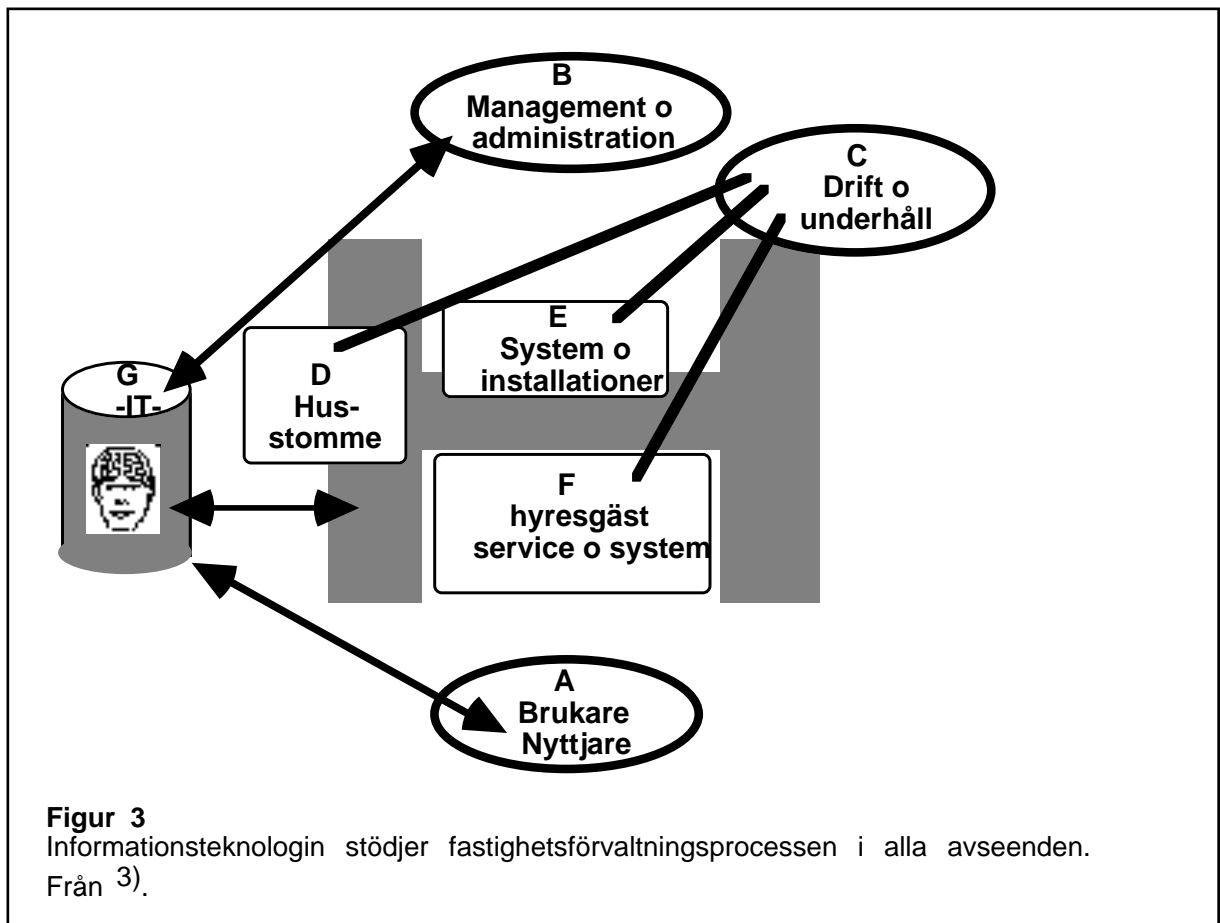 B
Management o
administration
C
Drift o
underhåll
E
System o
installationer
D
Hus-
stomme
G
-IT-
F
hyresgäst
service o system
A
Brukare
Nyttjare
Figur 3
Informationsteknologin stödjer fastighetsförvaltningsprocessen i alla avseenden.
Från 3).